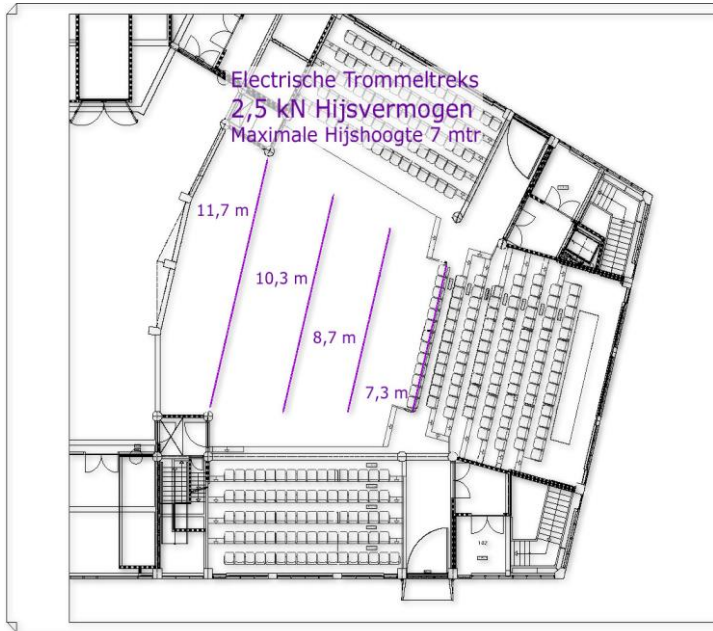 Electrische Trommeltreks
2,5 kN Hijsvermogen
Maximale Hijshoogte 7 mtr
11,7 m
10,3 m
8,7 m
7,3 m